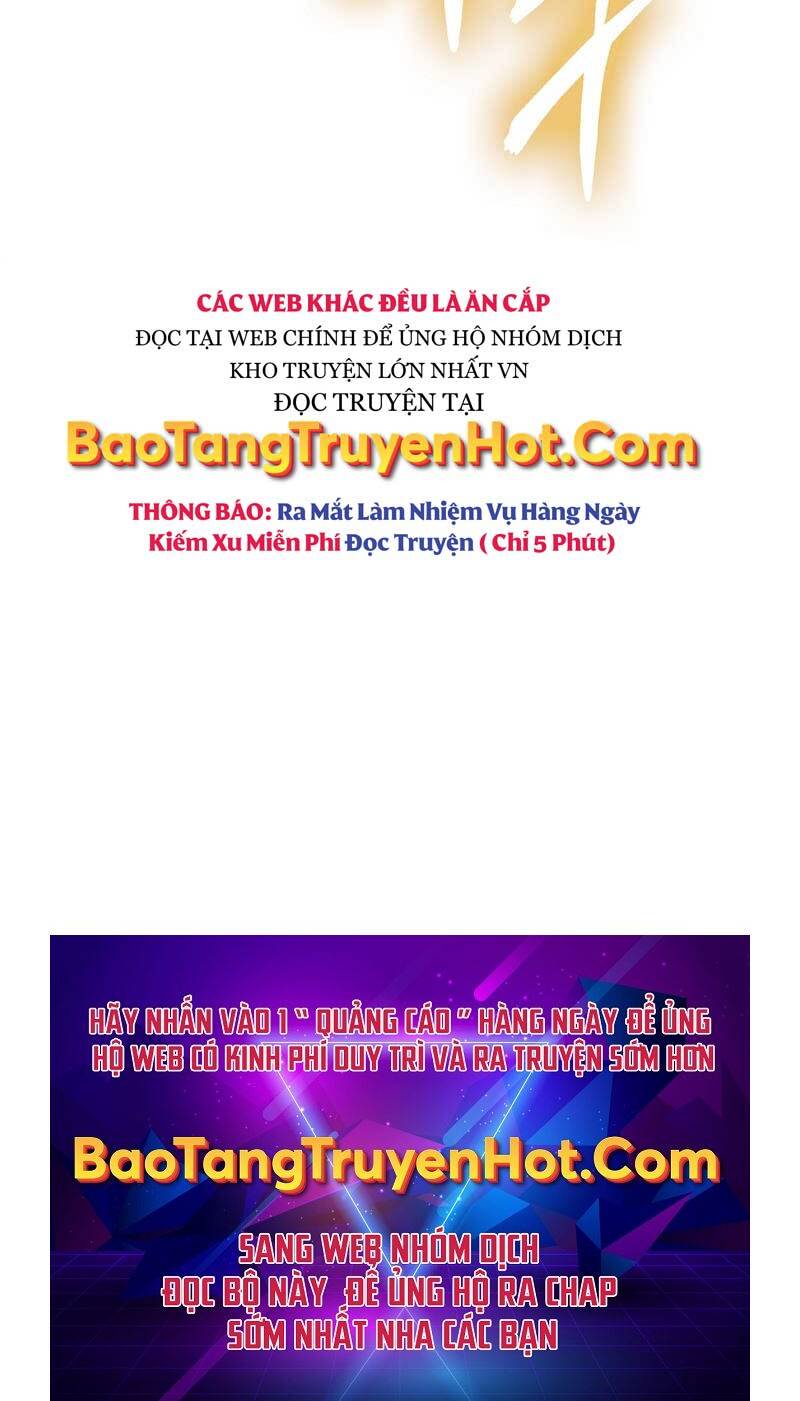 CÁC WEB KHÁC ĐỀU LÀ ĂN CẮP
ĐỌC TẠI WEB CHÍNH ĐỂ ỦNG HỘ NHÓM DỊCH
KHO TRUYỆN LỚN NHẤT VN
ĐỌC TRUYỆN TẠI
BaoTangTruyenHot.Com
THÔNG BÁO: Ra Mắt Làm Nhiệm Vụ Hàng Ngày
Kiếm Xu Miễn Phí Đọc Truyện ( Chỉ 5 Phút)
HÃY NHẤN VÀO 1 “ QUẢNG CÁO ” HÀNG NGÀY ĐỂ ỦNG
HỘ WEB CÓ KINH PHÍ DUY TRÌ VÀ RA TRUYỆN SỚM HƠN
BaoTangTruyenHot.Com
SANG WEB NHÓM DỊCH
ĐỌC BỘ NÀY ĐỂ ỦNG HỘ RA CHAP
SỚM NHẤT NHA CÁC BẠN